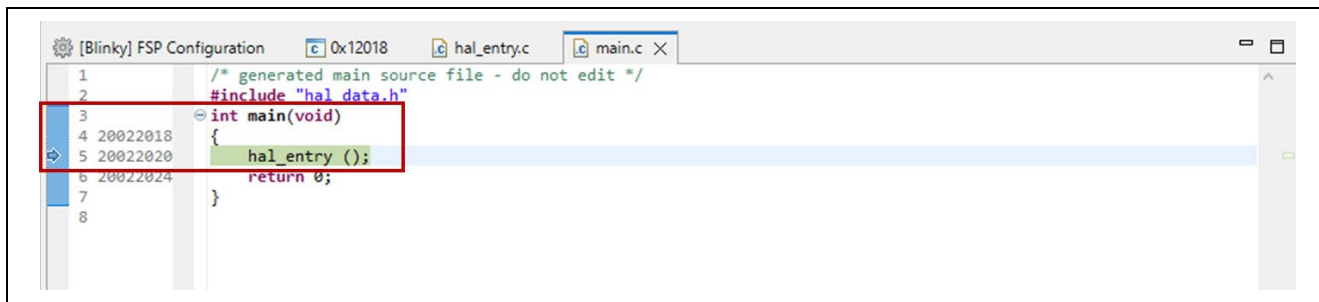 [Blinky] FSP Configuration 0x12018 hal_entry.c main.c
1 /* generated main source file - do not edit */
2 #include "hal_data.h"
3 int main(void)
4 20022018 {
5 20022020 hal_entry ();
6 20022024 return 0;
7 }
8